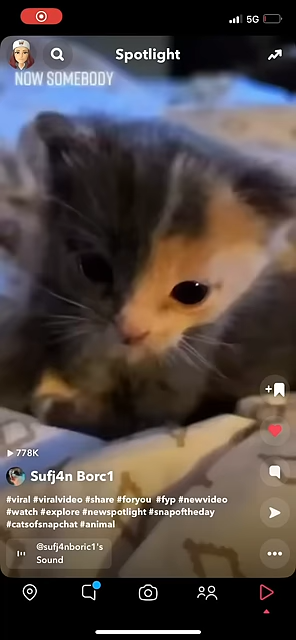 5G
Spotlight
NOW SOMEBODY
778K
Sufj4n Borc1
#viral #viralvideo #share #foryou #fyp #newvideo
#watch #explore #newspotlight #snapoftheday
#catsofsnapchat #animal
@sufj4nboric1's
Sound